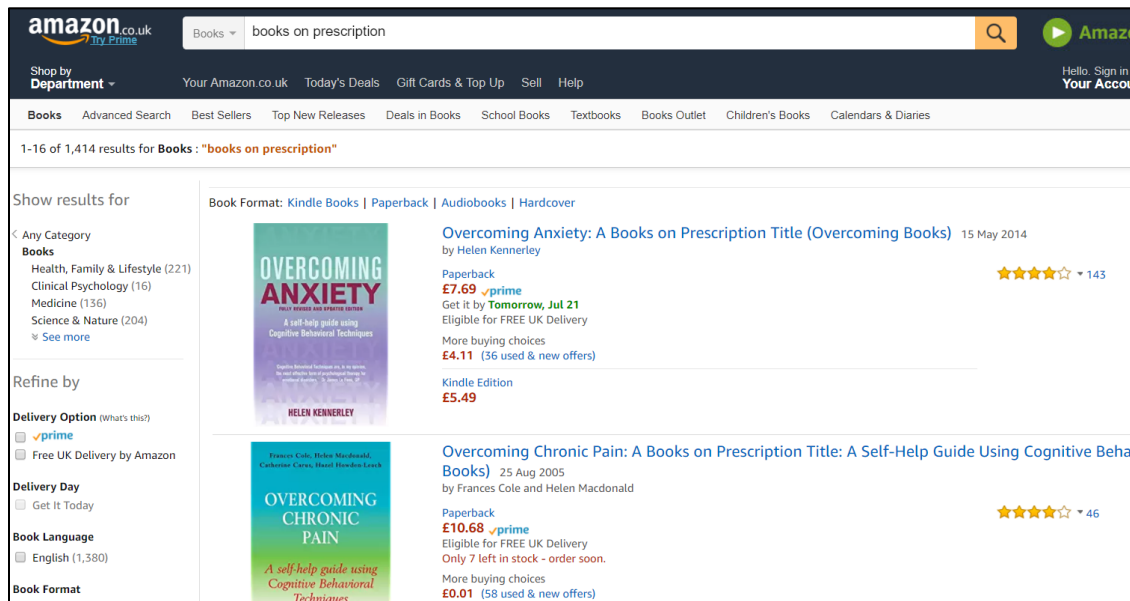 amazon.co.uk
Try Prime
Books
books on prescription
Amaz
Shop by
Department
Your Amazon.co.uk Today's Deals Gift Cards & Top Up Sell Help
Hello. Sign in
Your Accou
Books Advanced Search Best Sellers Top New Releases Deals in Books School Books Textbooks Books Outlet Children's Books Calendars & Diaries
1-16 of 1,414 results for Books : "books on prescription"
Show results for
Any Category
Books
Health, Family & Lifestyle (221)
Clinical Psychology (16)
Medicine (136)
Science & Nature (204)
See more
Refine by
Delivery Option (What's this?)
prime
Free UK Delivery by Amazon
Delivery Day
Get It Today
Book Language
English (1,380)
Book Format
Book Format: Kindle Books | Paperback | Audiobooks | Hardcover
OVERCOMING
ANXIETY
FULLY REVISED AND UPDATED EDITION
A self-help guide using
Cognitive Behavioral Techniques
HELEN KENNERLEY
Overcoming Anxiety: A Books on Prescription Title (Overcoming Books) 15 May 2014
by Helen Kennerley
Paperback
£7.69 prime
Get it by Tomorrow, Jul 21
Eligible for FREE UK Delivery
More buying choices
£4.11 (36 used & new offers)
Kindle Edition
£5.49
143
Frances Cole, Helen Macdonald,
Catherine Carus, Hazel Howden-Leach
OVERCOMING
CHRONIC
PAIN
A self-help guide using
Cognitive Behavioral
Techniques
Overcoming Chronic Pain: A Books on Prescription Title: A Self-Help Guide Using Cognitive Beha
Books) 25 Aug 2005
by Frances Cole and Helen Macdonald
Paperback
£10.68 prime
Eligible for FREE UK Delivery
Only 7 left in stock - order soon.
More buying choices
£0.01 (58 used & new offers)
46